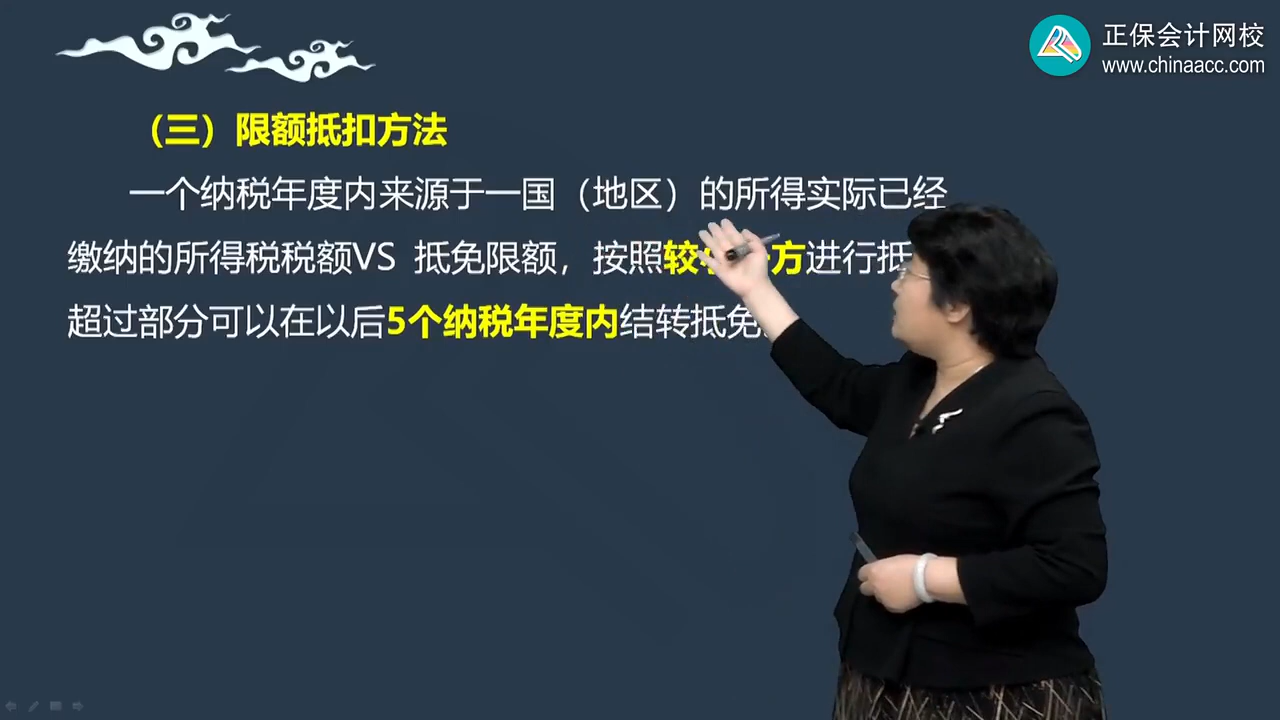 正保会计网校
www.chinaacc.com
（三）限额抵扣方法
一个纳税年度内来源于一国（地区）的所得实际已经
缴纳的所得税税额VS 抵免限额，按照较方进行抵
超过部分可以在以后5个纳税年度内结转抵免